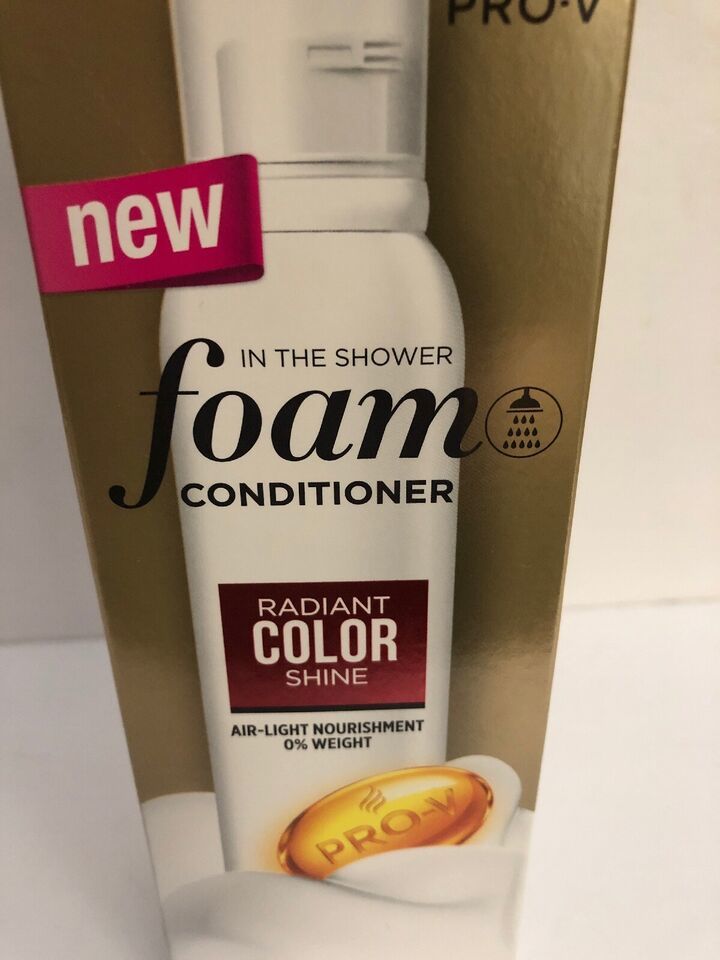 PRO-V
new
IN THE SHOWER
foam
CONDITIONER
RADIANT
COLOR
SHINE
AIR-LIGHT NOURISHMENT
0% WEIGHT
PRO-V